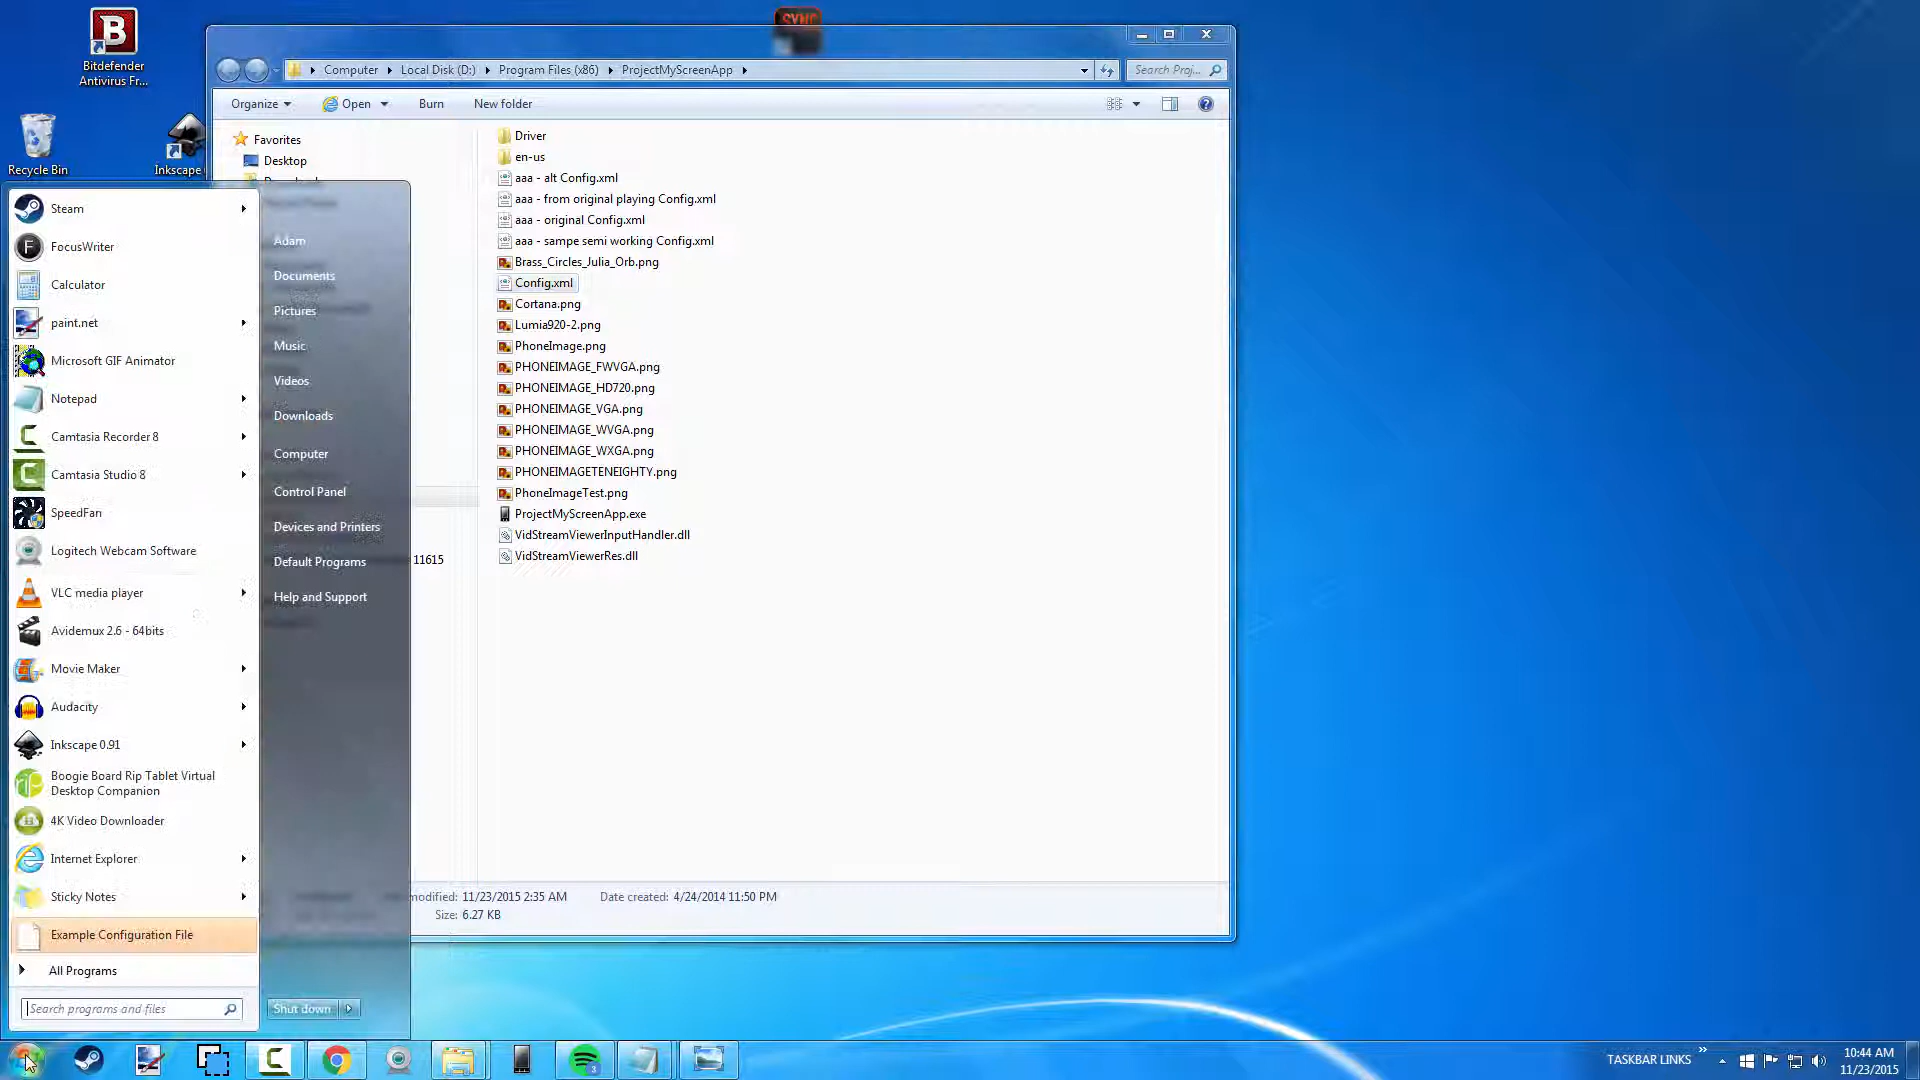 SYNC
Bitdefender
Antivirus Fr...
Recycle Bin
Inkscape
Computer
Local Disk (D:)
Program Files (x86)
ProjectMyScreenApp
Search Proj...
Organize
Open
Burn
New folder
Favorites
Desktop
Driver
en-us
aaa - alt Config.xml
aaa - from original playing Config.xml
aaa - original Config.xml
aaa - sampe semi working Config.xml
Brass_Circles_Julia_Orb.png
Config.xml
Cortana.png
Lumia920-2.png
PhoneImage.png
PHONEIMAGE_FWVGA.png
PHONEIMAGE_HD720.png
PHONEIMAGE_VGA.png
PHONEIMAGE_WVGA.png
PHONEIMAGE_WXGA.png
PHONEIMAGETENEIGHTY.png
PhoneImageTest.png
ProjectMyScreenApp.exe
VidStreamViewerInputHandler.dll
VidStreamViewerRes.dll
11615
modified: 11/23/2015 2:35 AM
Date created: 4/24/2014 11:50 PM
Size: 6.27 KB
Steam
FocusWriter
Calculator
paint.net
Microsoft GIF Animator
Notepad
Camtasia Recorder 8
Camtasia Studio 8
SpeedFan
Logitech Webcam Software
VLC media player
Avidemux 2.6 - 64bits
Movie Maker
Audacity
Inkscape 0.91
Boogie Board Rip Tablet Virtual
Desktop Companion
4K Video Downloader
Internet Explorer
Sticky Notes
Example Configuration File
All Programs
Search programs and files
Adam
Documents
Pictures
Music
Videos
Downloads
Computer
Control Panel
Devices and Printers
Default Programs
Help and Support
Shut down
3
TASKBAR LINKS
10:44 AM
11/23/2015